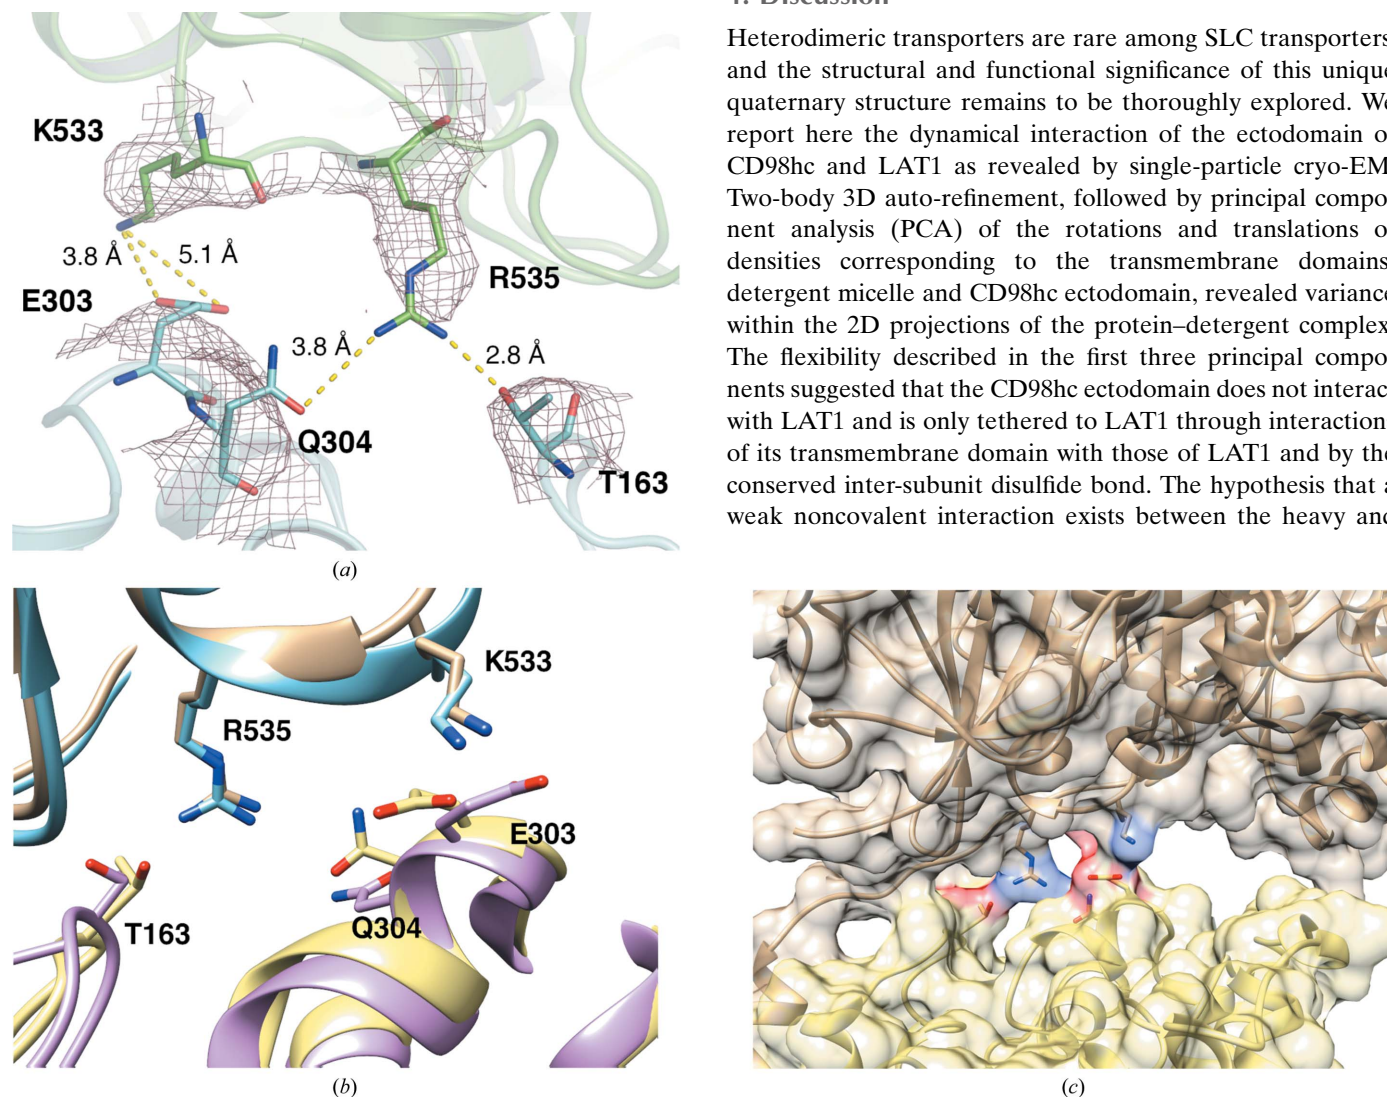 4. Discussion
Heterodimeric transporters are rare among SLC transporters
and the structural and functional significance of this unique
quaternary structure remains to be thoroughly explored. We
report here the dynamical interaction of the ectodomain o
CD98hc and LAT1 as revealed by single-particle cryo-EM
Two-body 3D auto-refinement, followed by principal compo
nent analysis (PCA) of the rotations and translations o
densities corresponding to the transmembrane domains
detergent micelle and CD98hc ectodomain, revealed variance
within the 2D projections of the protein–detergent complex
The flexibility described in the first three principal compo
nents suggested that the CD98hc ectodomain does not interac
with LAT1 and is only tethered to LAT1 through interaction
of its transmembrane domain with those of LAT1 and by the
conserved inter-subunit disulfide bond. The hypothesis that a
weak noncovalent interaction exists between the heavy and
K533
3.8 Å
5.1 Å
E303
R535
3.8 Å
2.8 Å
Q304
T163
(a)
K533
R535
E303
Q304
T163
(b)
(c)